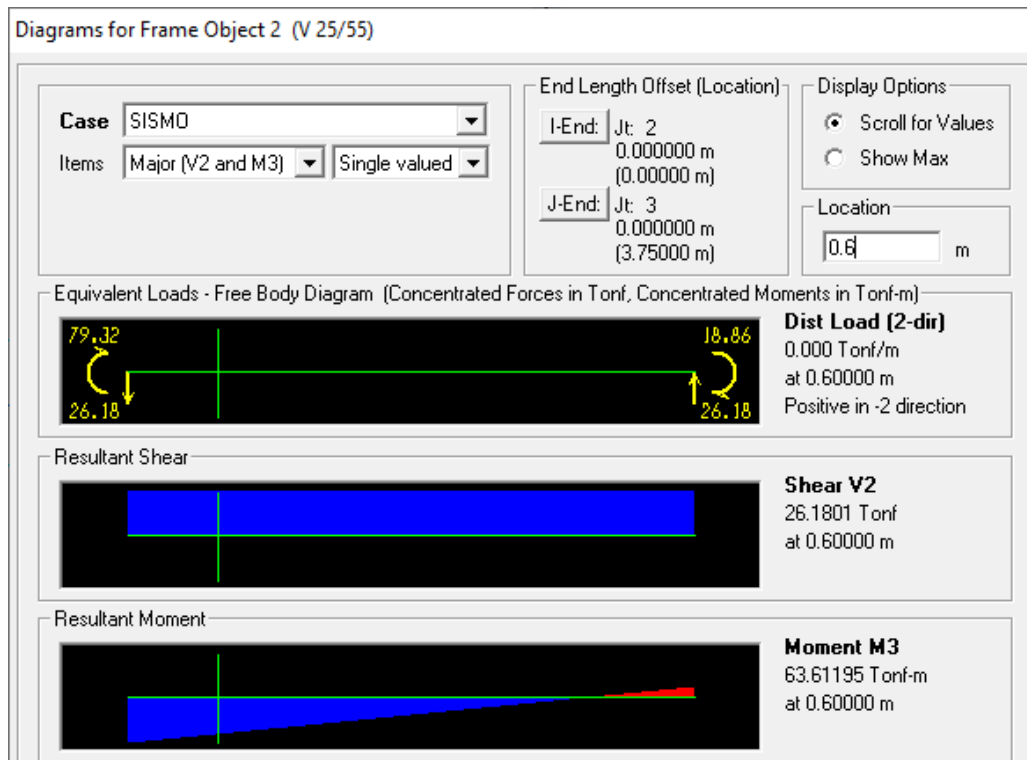 Diagrams for Frame Object 2 (V 25/55)
Case SISMO
Items Major (V2 and M3) Single valued
End Length Offset (Location)
I-End: Jt: 2
0.000000 m
(0.00000 m)
J-End: Jt: 3
0.000000 m
(3.75000 m)
Display Options
Scroll for Values
Show Max
Location
0.6 m
Equivalent Loads - Free Body Diagram (Concentrated Forces in Tonf, Concentrated Moments in Tonf-m)
79.32 18.86
26.18 26.18
Dist Load (2-dir)
0.000 Tonf/m
at 0.60000 m
Positive in -2 direction
Resultant Shear
Shear V2
26.1801 Tonf
at 0.60000 m
Resultant Moment
Moment M3
63.61195 Tonf-m
at 0.60000 m